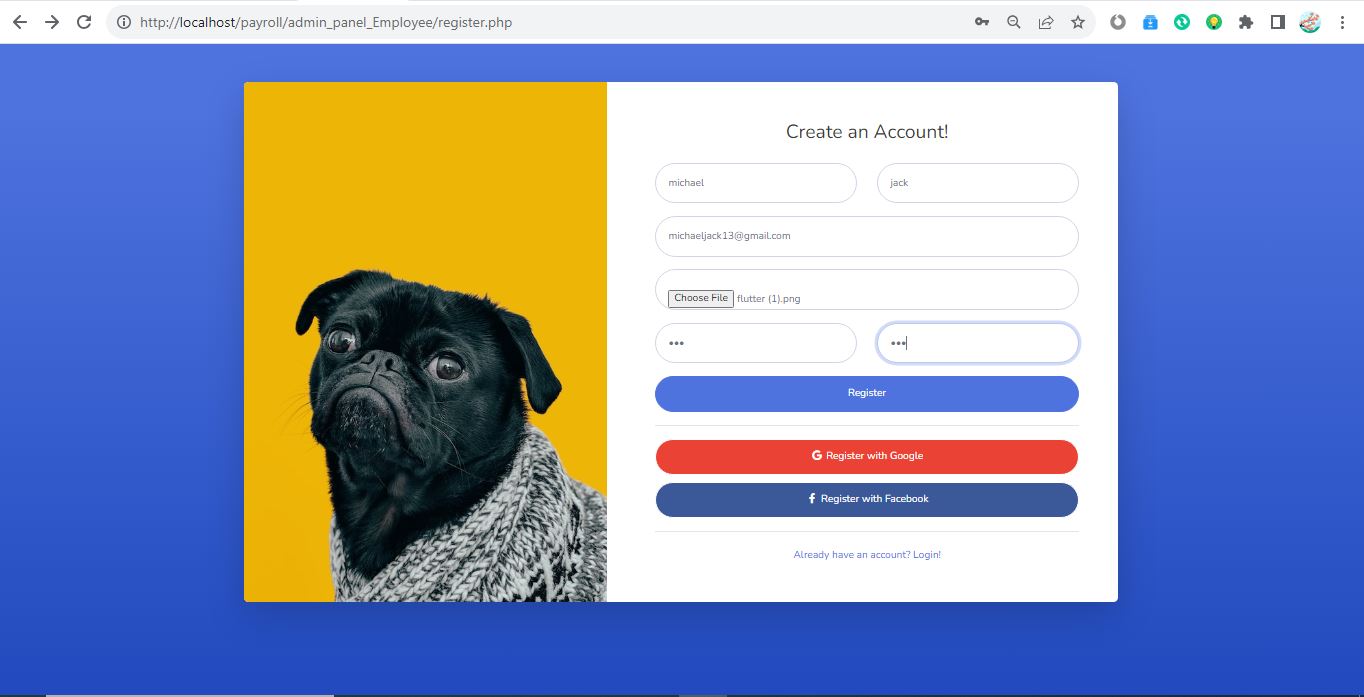 http://localhost/payroll/admin_panel_Employee/register.php
Create an Account!
michael jack
michaeljack13@gmail.com
Choose File flutter (1).png
••• •••
Register
G Register with Google
f Register with Facebook
Already have an account? Login!